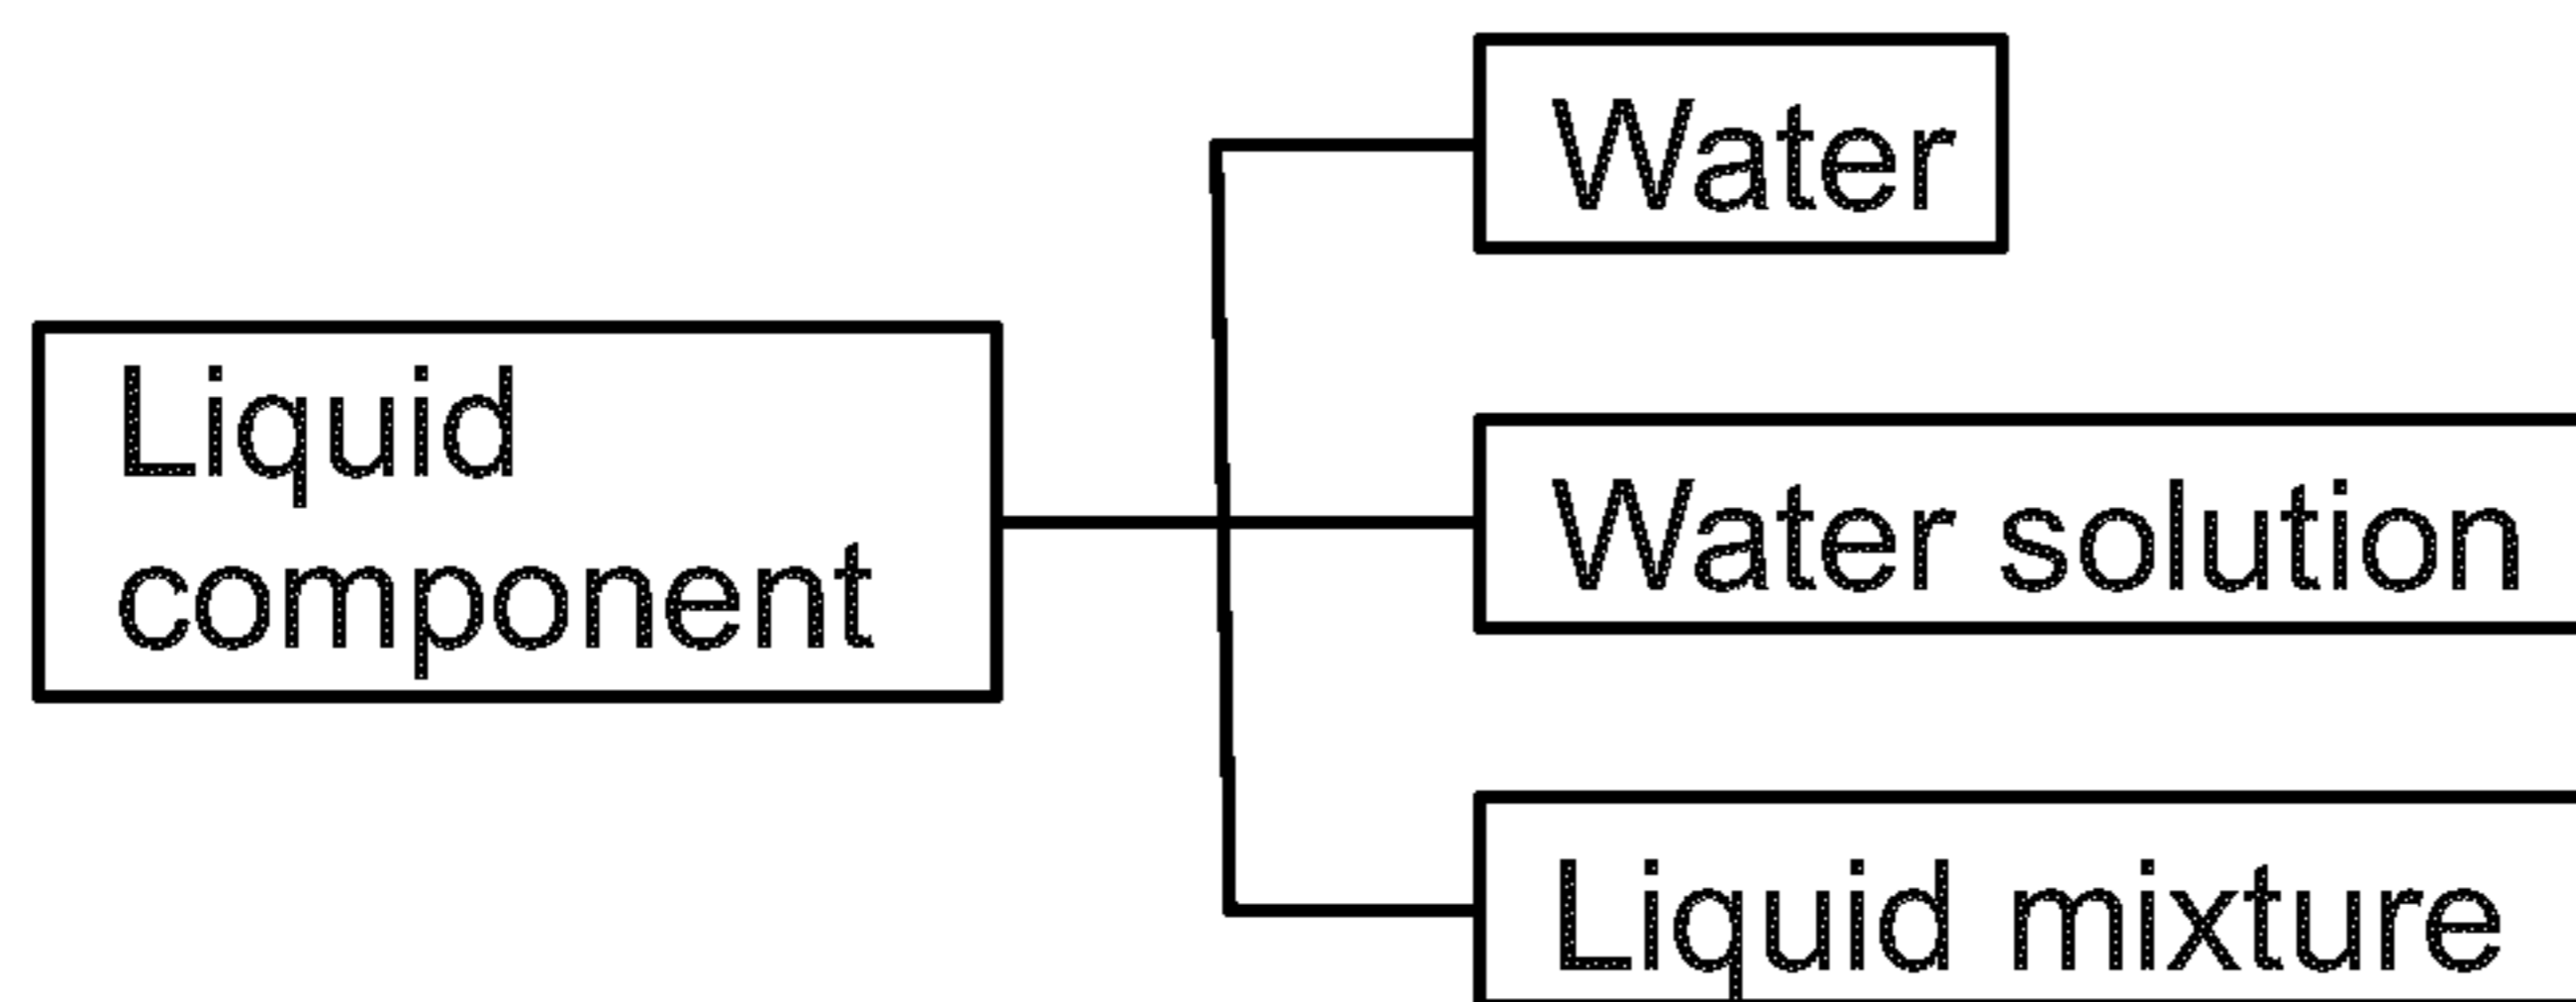 Water
Liquid
component
Water solution
Liquid mixture